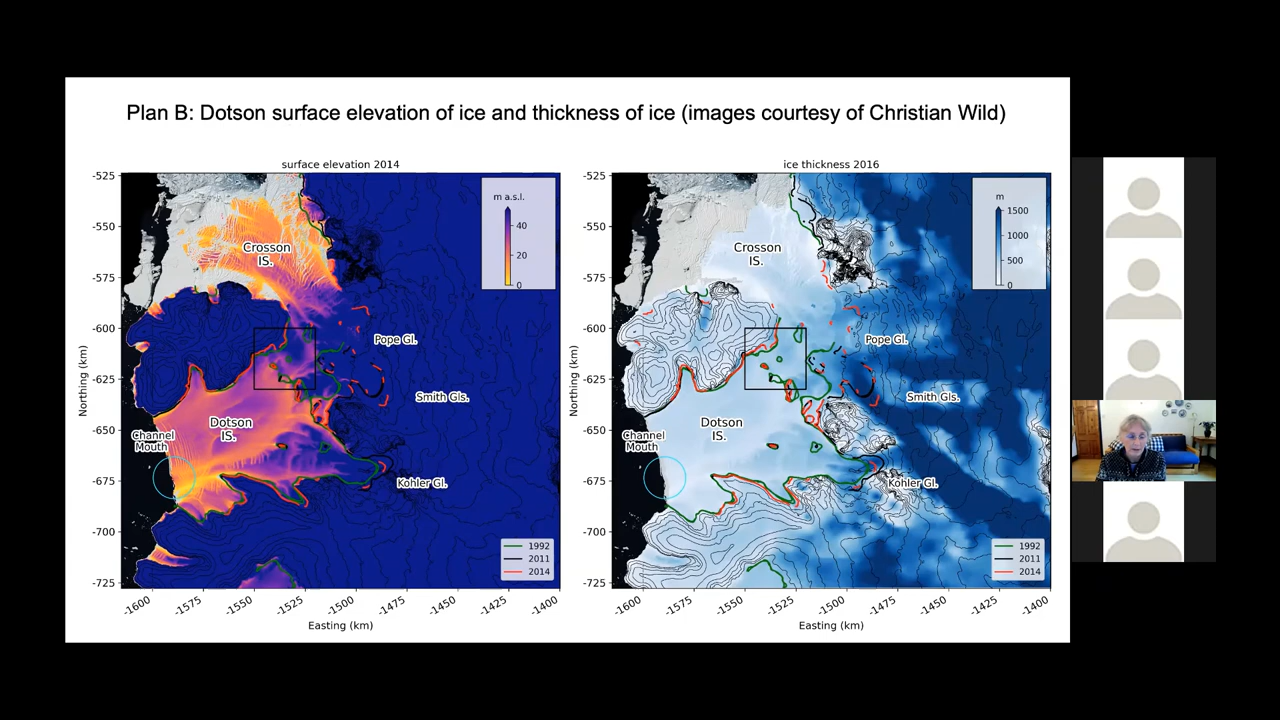 Plan B: Dotson surface elevation of ice and thickness of ice (images courtesy of Christian Wild)
surface elevation 2014
-525
-550
-575
-600
-625
-650
-675
-700
-725
Northing (km)
m a.s.l.
40
20
0
Crosson
IS.
Pope Gl.
Smith Gls.
Dotson
IS.
Channel
Mouth
Kohler Gl.
1992
2011
2014
-1600
-1575
-1550
-1525
-1500
-1475
-1450
-1425
-1400
Easting (km)
ice thickness 2016
-525
-550
-575
-600
-625
-650
-675
-700
-725
Northing (km)
m
1500
1000
500
0
Crosson
IS.
Pope Gl.
Smith Gls.
Dotson
IS.
Channel
Mouth
Kohler Gl.
1992
2011
2014
-1600
-1575
-1550
-1525
-1500
-1475
-1450
-1425
-1400
Easting (km)